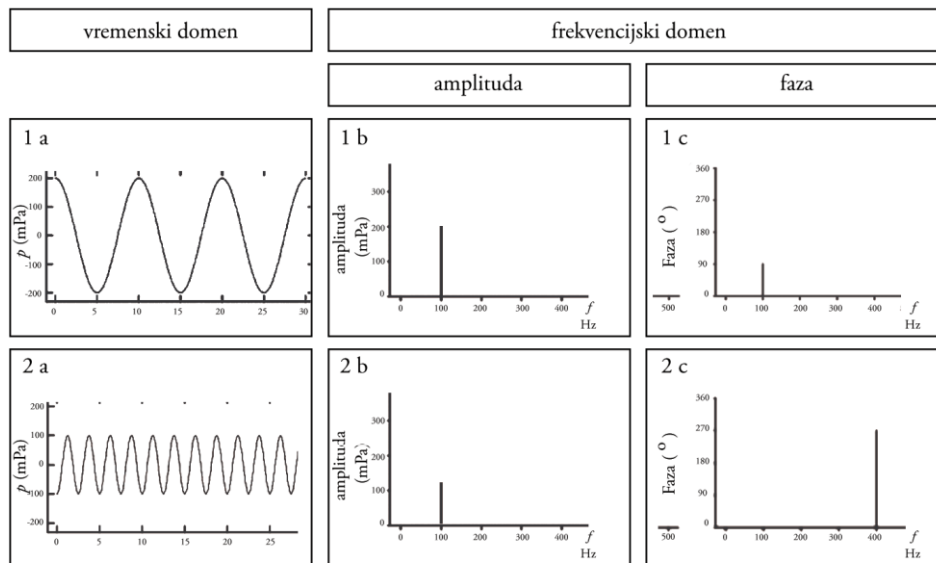 vremenski domen
frekvencijski domen
amplituda
faza
1 a
200
100
0
-100
-200
p (mPa)
0 5 10 15 20 25 30
1 b
300
200
100
0
amplituda
(mPa)
0 100 200 300 400 f
Hz
1 c
360
270
180
90
0
Faza ( o )
500 0 100 200 300 400
Hz
2 a
200
100
0
-100
-200
p (mPa)
0 5 10 15 20 25
2 b
300
200
100
0
amplituda
(mPa)
0 100 200 300 400 f
Hz
2 c
360
270
180
90
0
Faza ( o )
500 0 100 200 300 400 f
Hz